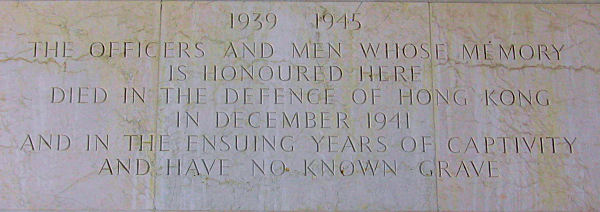 1939 1945
THE OFFICERS AND MEN WHOSE MEMORY
IS HONOURED HERE
DIED IN THE DEFENCE OF HONG KONG
IN DECEMBER 1941
AND IN THE ENSUING YEARS OF CAPTIVITY
AND HAVE NO KNOWN GRAVE